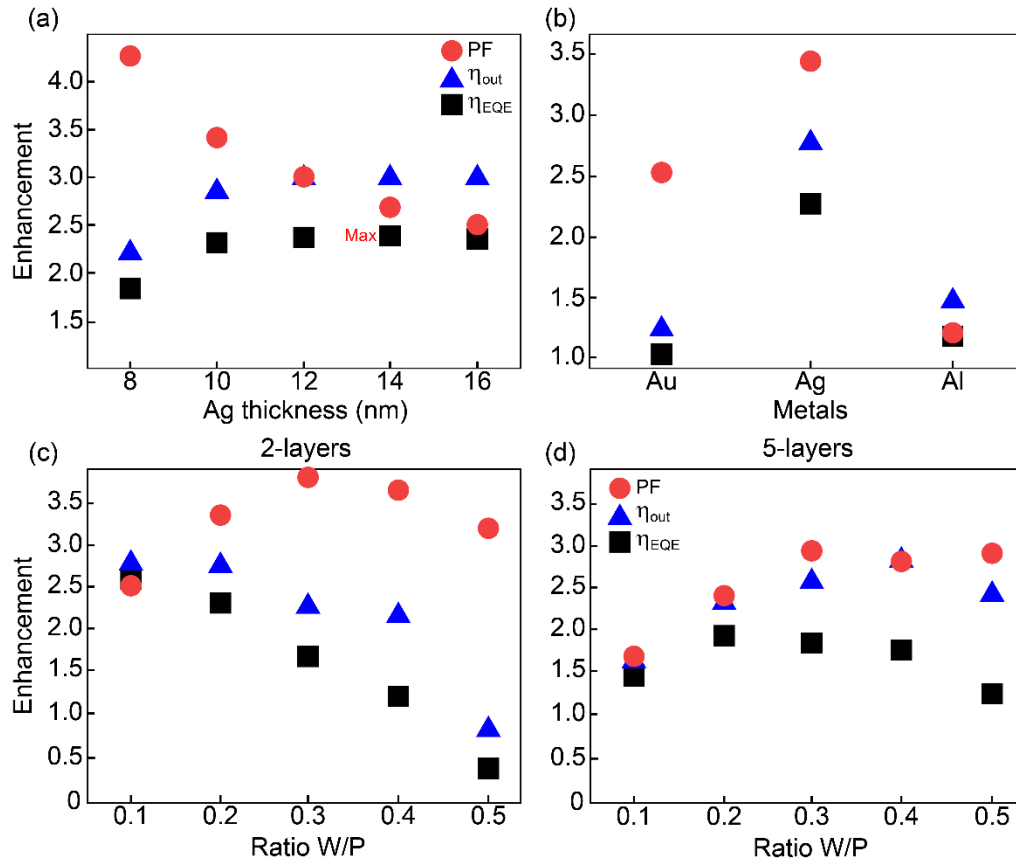 (a)
4.0
3.5
3.0
2.5
2.0
1.5
Enhancement
PF
ηout
ηEQE
Max
8 10 12 14 16
Ag thickness (nm)
(b)
3.5
3.0
2.5
2.0
1.5
1.0
Au Ag Al
Metals
(c) 2-layers
3.5
3.0
2.5
2.0
1.5
1.0
0.5
0
Enhancement
0.1 0.2 0.3 0.4 0.5
Ratio W/P
(d) 5-layers
PF
ηout
ηEQE
3.5
3.0
2.5
2.0
1.5
1.0
0.5
0
0.1 0.2 0.3 0.4 0.5
Ratio W/P